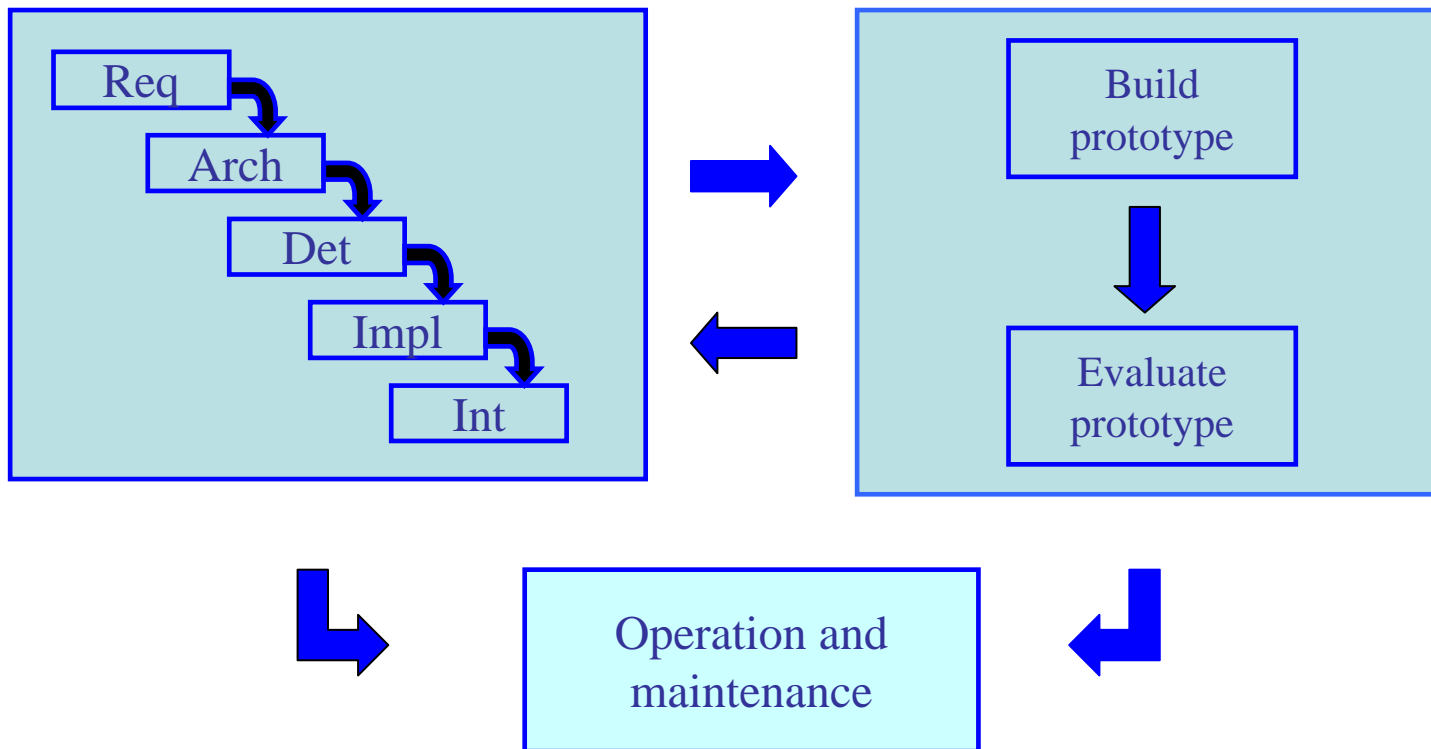 Req
Arch
Det
Impl
Int
Build
prototype
Evaluate
prototype
Operation and
maintenance